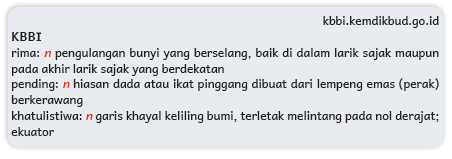 kbbi.kemdikbud.go.id
KBBI
rima: n pengulangan bunyi yang berselang, baik di dalam larik sajak maupun
pada akhir larik sajak yang berdekatan
pending: n hiasan dada atau ikat pinggang dibuat dari lempeng emas (perak)
berkerawang
khatulistiwa: n garis khayal keliling bumi, terletak melintang pada nol derajat;
ekuator